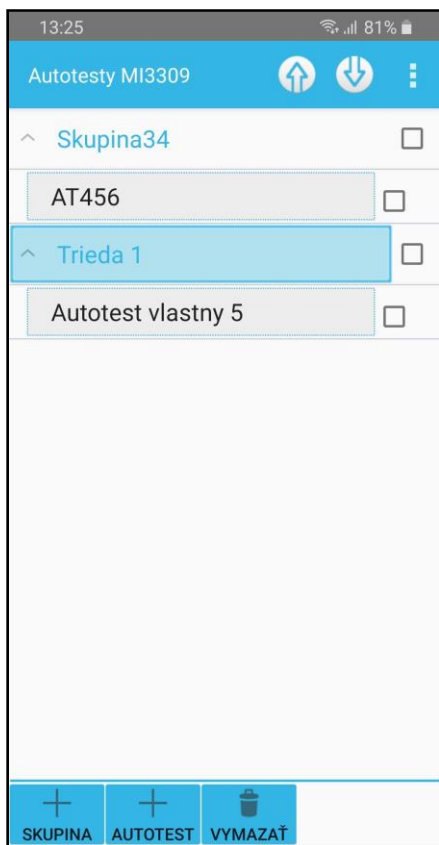 13:25 81%
Autotesty MI3309
Skupina34
AT456
Trieda 1
Autotest vlastny 5
SKUPINA AUTOTEST VYMAZAŤ